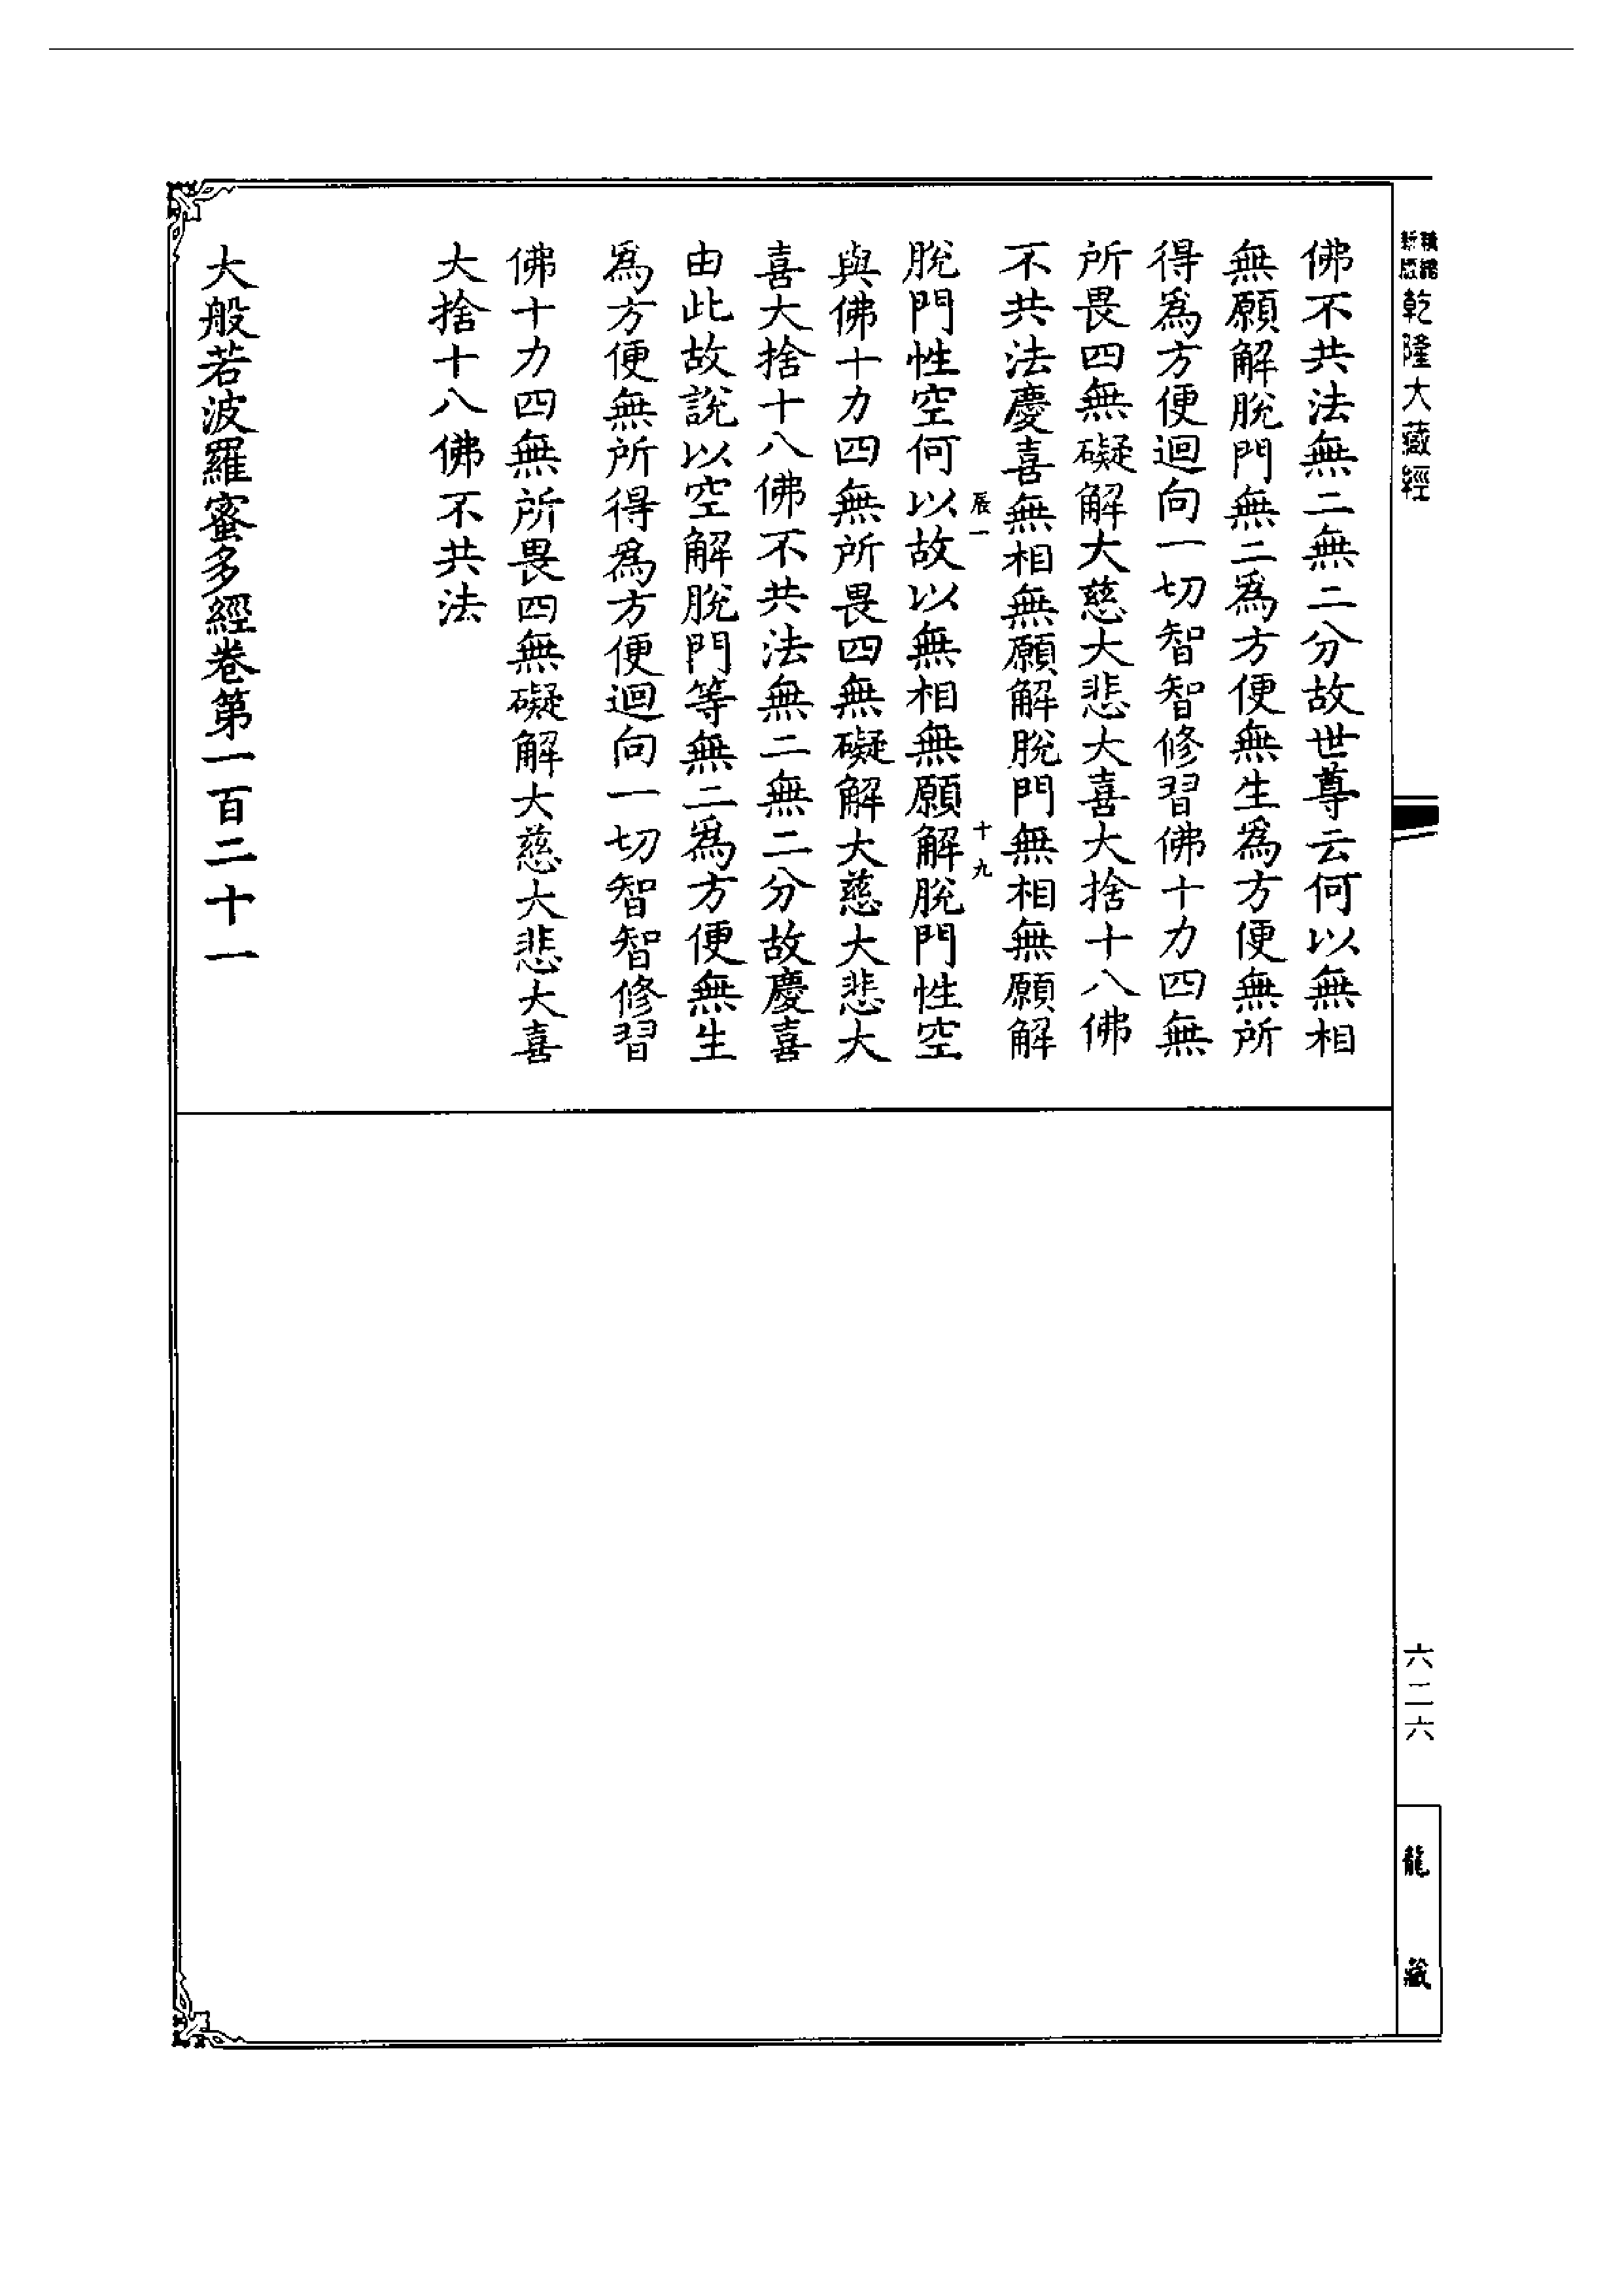 佛不共法無二無二分故世尊云何以無相
無願解脫門無二爲方便無生爲方便無所
得爲方便迴向一切智智修習佛十力四無
所畏四無礙解大慈大悲大喜大捨十八佛
不共法慶喜無相無願解脫門無相無願解
展一
十九
脫門性空何以故以無相無願解脫門性空
與佛十力四無所畏四無礙解大慈大悲大
喜大捨十八佛不共法無二無二分故慶喜
由此故說以空解脫門等無二爲方便無生
爲方便無所得爲方便迴向一切智智修習
佛十力四無所畏四無礙解大慈大悲大喜
大捨十八佛不共法
大般若波羅蜜多經卷第一百二十一
乾隆大藏經
六二六
龍藏